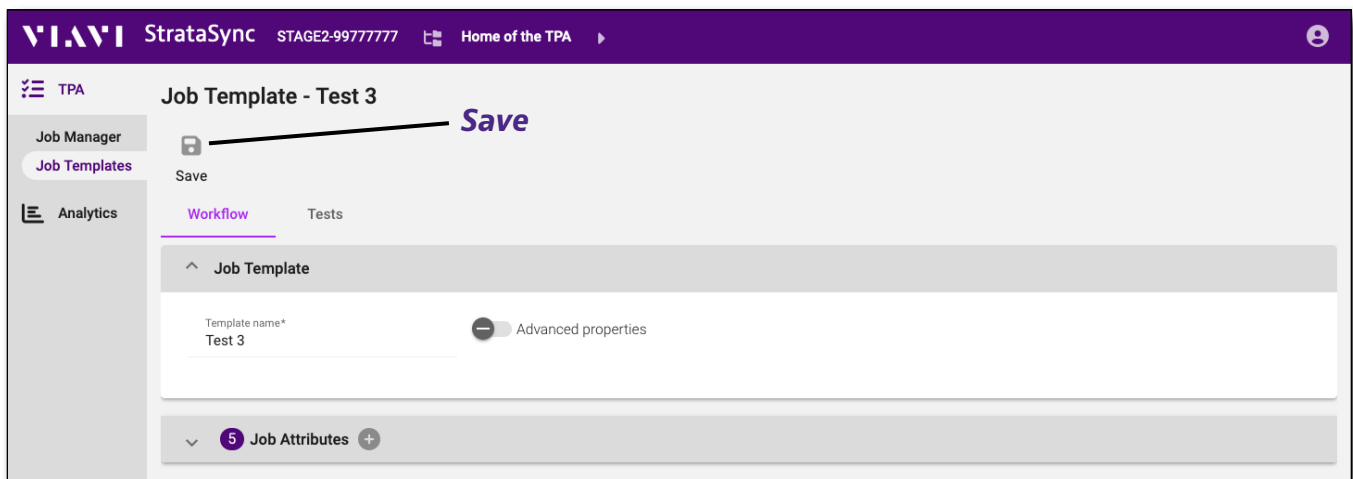 VIAVI StrataSync STAGE2-99777777 Home of the TPA
TPA
Job Manager
Job Templates
Analytics
Job Template - Test 3
Save
Save
Workflow Tests
Job Template
Template name*
Test 3
Advanced properties
5 Job Attributes